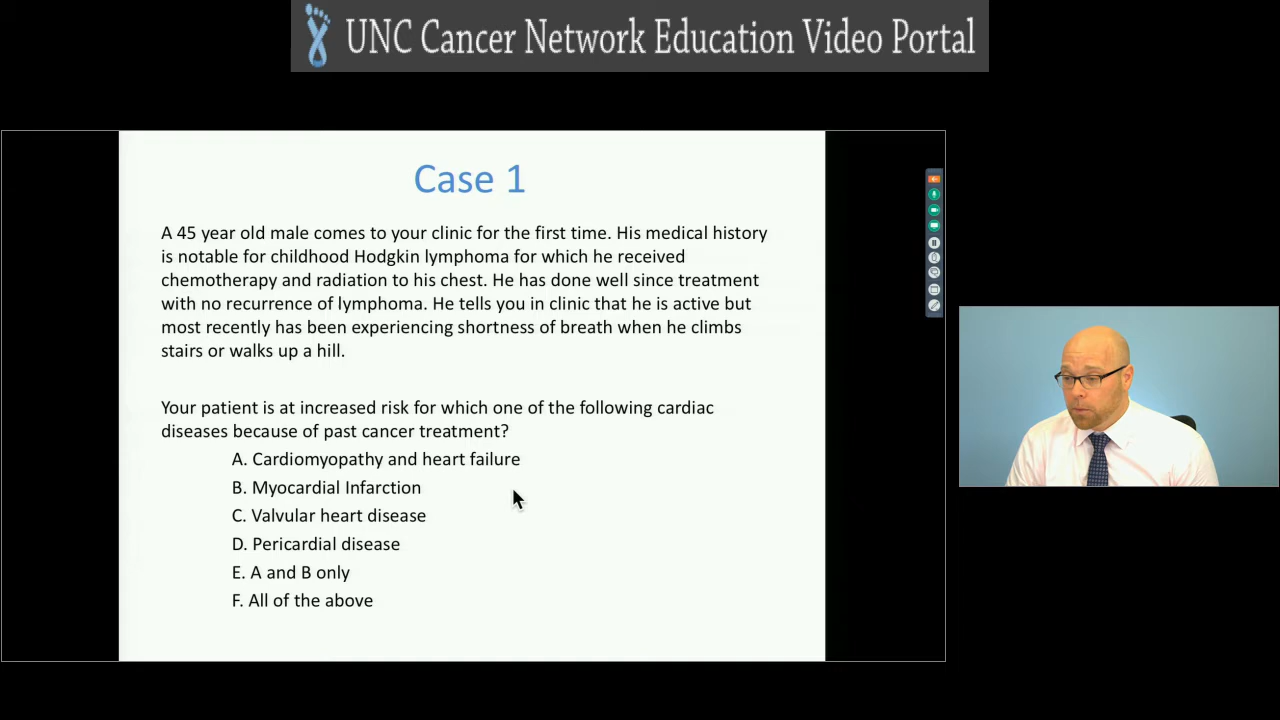 UNC Cancer Network Education Video Portal
Case 1
A 45 year old male comes to your clinic for the first time. His medical history
is notable for childhood Hodgkin lymphoma for which he received
chemotherapy and radiation to his chest. He has done well since treatment
with no recurrence of lymphoma. He tells you in clinic that he is active but
most recently has been experiencing shortness of breath when he climbs
stairs or walks up a hill.
Your patient is at increased risk for which one of the following cardiac
diseases because of past cancer treatment?
A. Cardiomyopathy and heart failure
B. Myocardial Infarction
C. Valvular heart disease
D. Pericardial disease
E. A and B only
F. All of the above